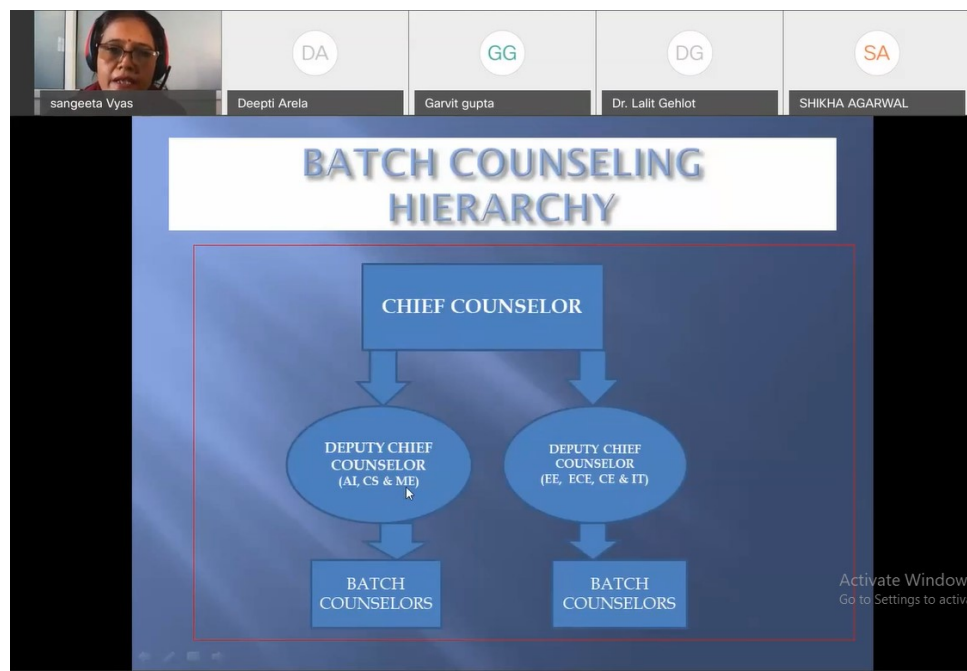 DA
GG
DG
SA
sangeeta Vyas
Deepti Arela
Garvit gupta
Dr. Lalit Gehlot
SHIKHA AGARWAL
BATCH COUNSELING
HIERARCHY
CHIEF COUNSELOR
DEPUTY CHIEF
COUNSELOR
(AI, CS & ME)
DEPUTY CHIEF
COUNSELOR
(EE, ECE, CE & IT)
BATCH
COUNSELORS
BATCH
COUNSELORS
Activate Window
Go to Settings to activa